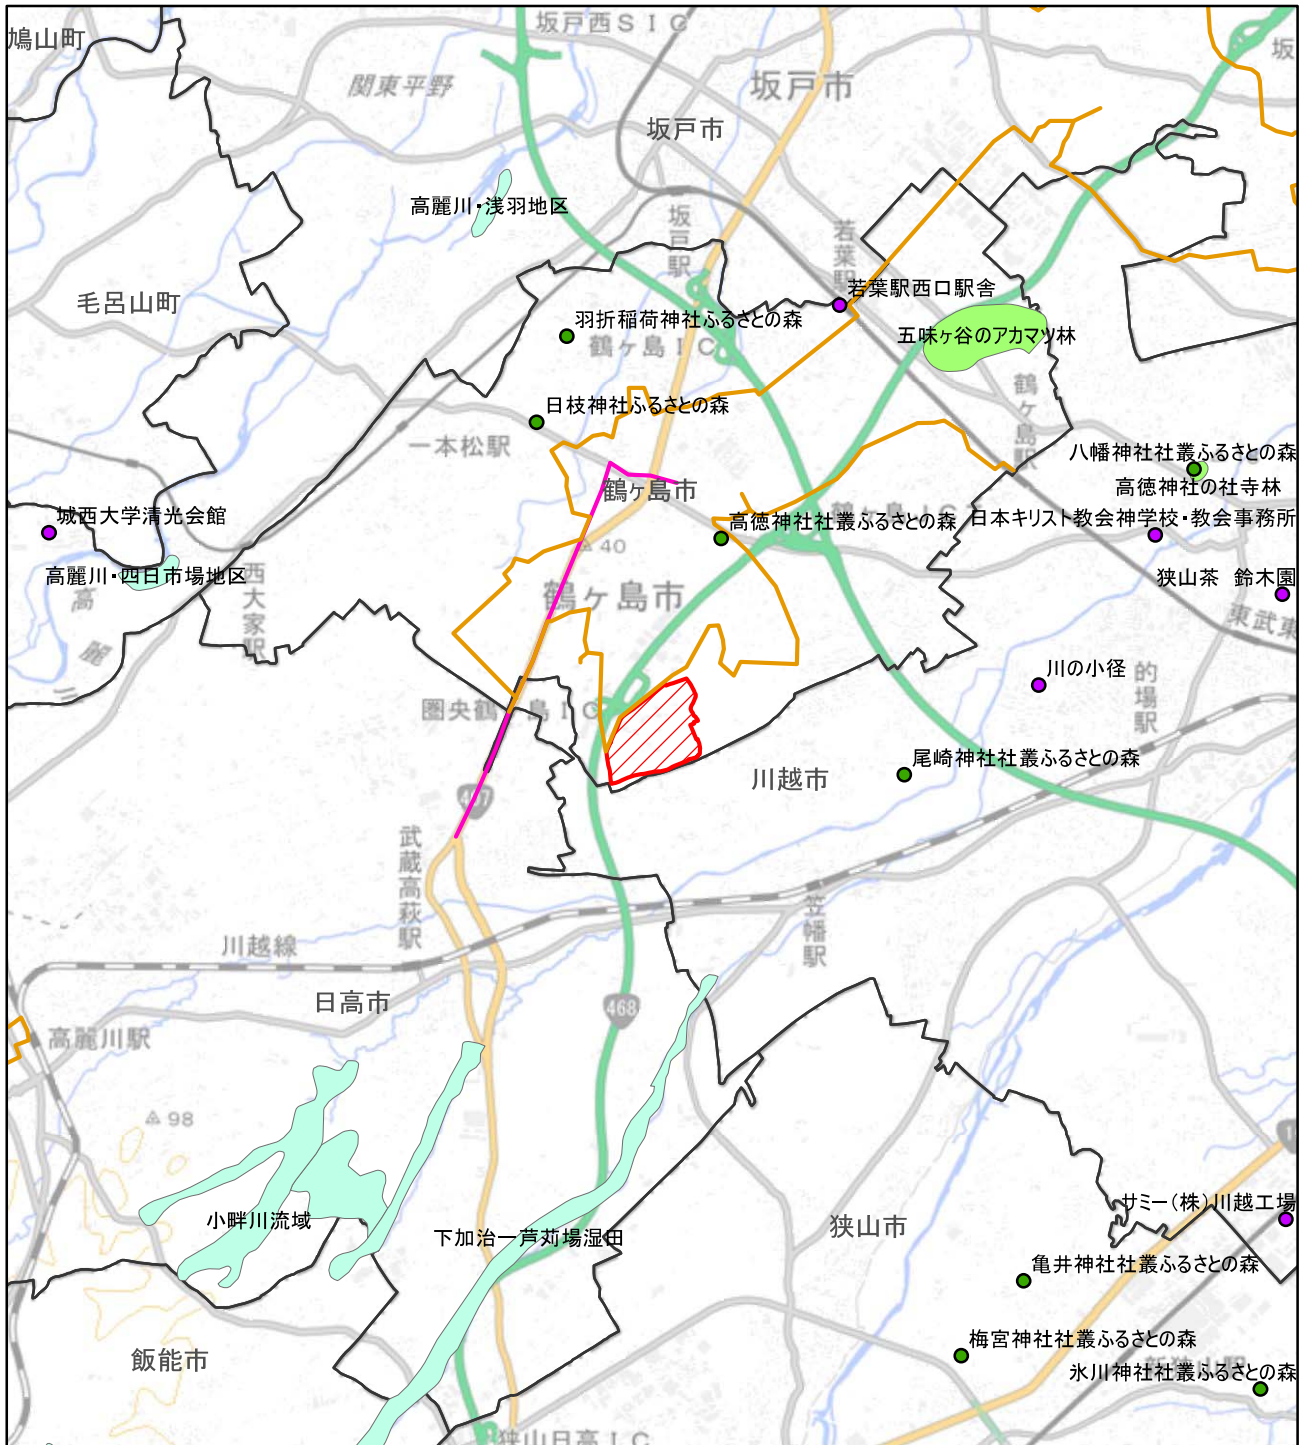 坂戸西ＳＩＣ
鳩山町
坂
関東平野
坂戸市
坂戸市
高麗川・浅羽地区
坂戸駅
若葉駅
若葉駅西口駅舎
毛呂山町
羽折稲荷神社ふるさとの森
鶴ヶ島ＩＣ
五味ヶ谷のアカマツ林
鶴ヶ島駅
日枝神社ふるさとの森
一本松駅
八幡神社社叢ふるさとの森
高徳神社の社寺林
鶴ヶ島市
城西大学清光会館
高徳神社社叢ふるさとの森
日本キリスト教会神学校・教会事務所
40
高麗川・四日市場地区
狭山茶　鈴木園
西大家駅
高麗川
鶴ヶ島市
東武東
川の小径
的場駅
圏央鶴ヶ島ＩＣ
尾崎神社社叢ふるさとの森
川越市
407
武蔵高萩駅
笠幡駅
川越線
日高市
468
高麗川駅
98
小畔川流域
下加治―芦苅場湿田
狭山市
サミー（株）川越工場
亀井神社社叢ふるさとの森
飯能市
梅宮神社社叢ふるさとの森
新狭山駅
氷川神社社叢ふるさとの森
狭山日高ＩＣ